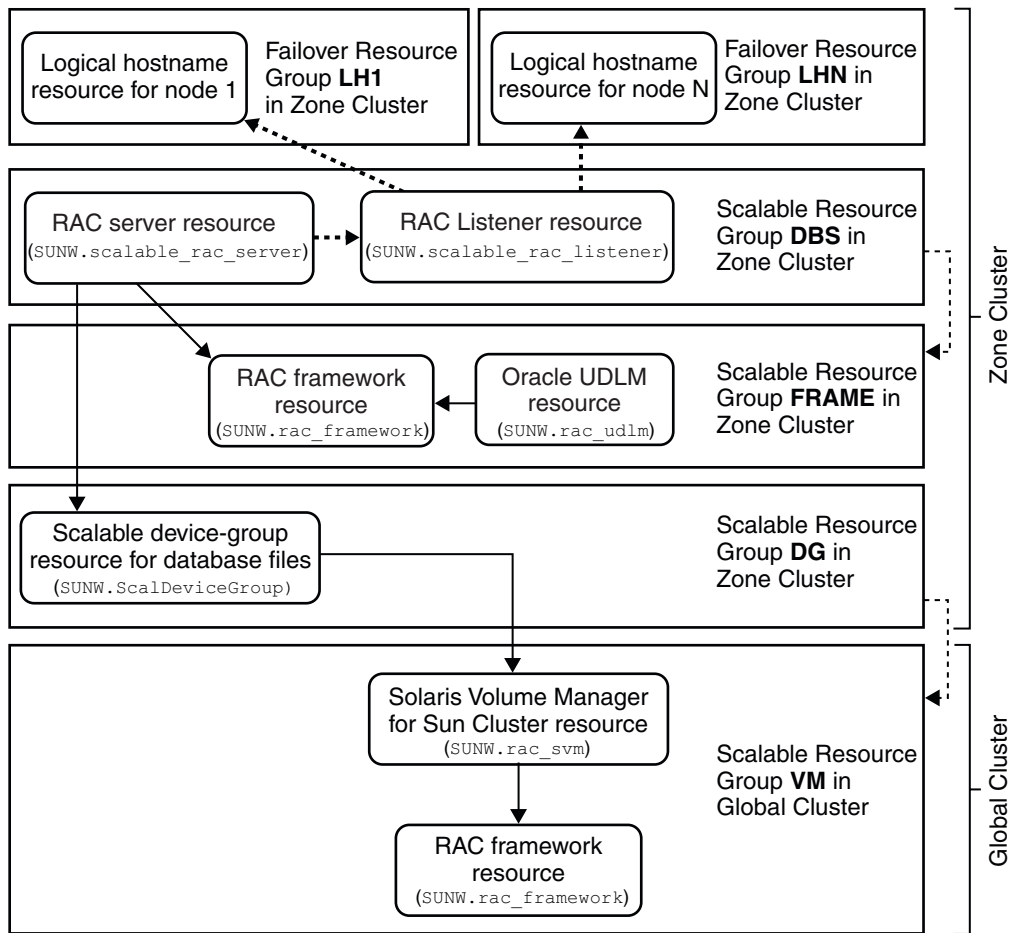 Logical hostname
resource for node 1
Failover Resource
Group LH1
in Zone Cluster
Logical hostname
resource for node N
Failover Resource
Group LHN in
Zone Cluster
RAC server resource
(SUNW.scalable_rac_server)
RAC Listener resource
(SUNW.scalable_rac_listener)
Scalable Resource
Group DBS in
Zone Cluster
RAC framework
resource
(SUNW.rac_framework)
Oracle UDLM
resource
(SUNW.rac_udlm)
Scalable Resource
Group FRAME in
Zone Cluster
Scalable device-group
resource for database files
(SUNW.ScalDeviceGroup)
Scalable Resource
Group DG in
Zone Cluster
Zone Cluster
Solaris Volume Manager
for Sun Cluster resource
(SUNW.rac_svm)
RAC framework
resource
(SUNW.rac_framework)
Scalable Resource
Group VM in
Global Cluster
Global Cluster